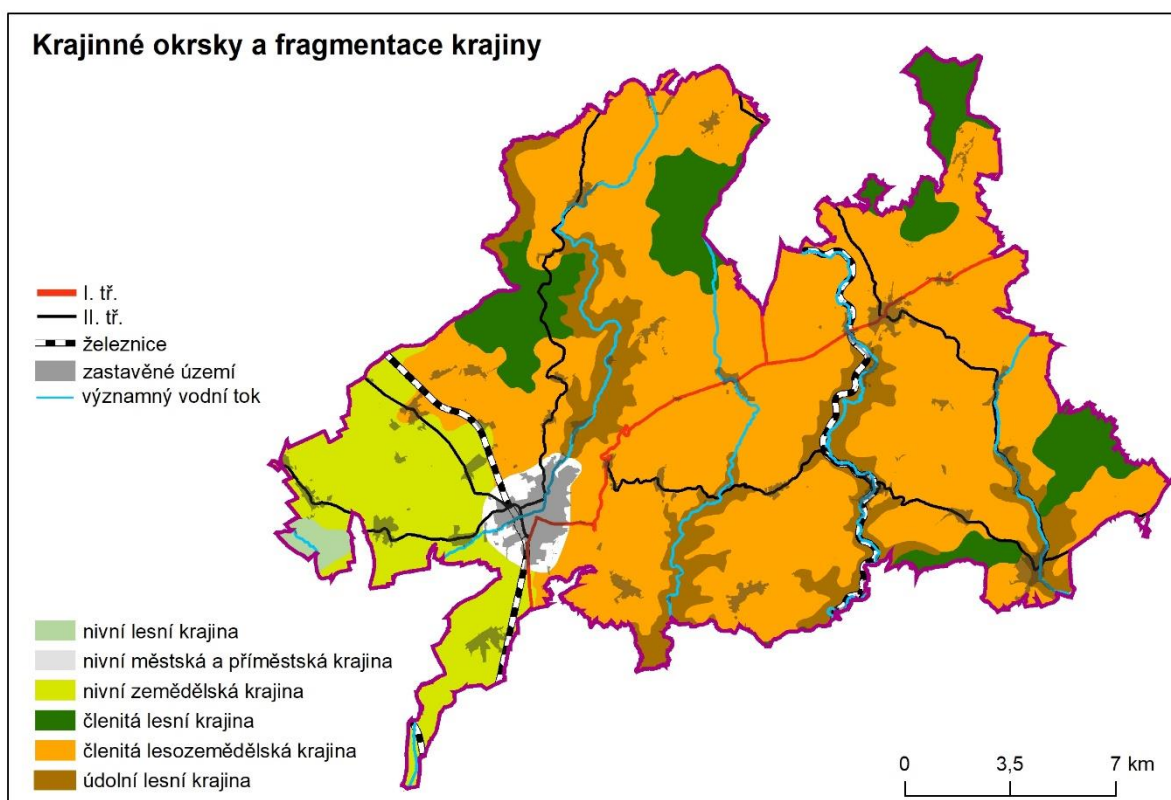 Krajinné okrsky a fragmentace krajiny
I. tř.
II. tř.
železnice
zastavěné území
významný vodní tok
nivní lesní krajina
nivní městská a příměstská krajina
nivní zemědělská krajina
členitá lesní krajina
členitá lesozemědělská krajina
údolní lesní krajina
0 3,5 7 km